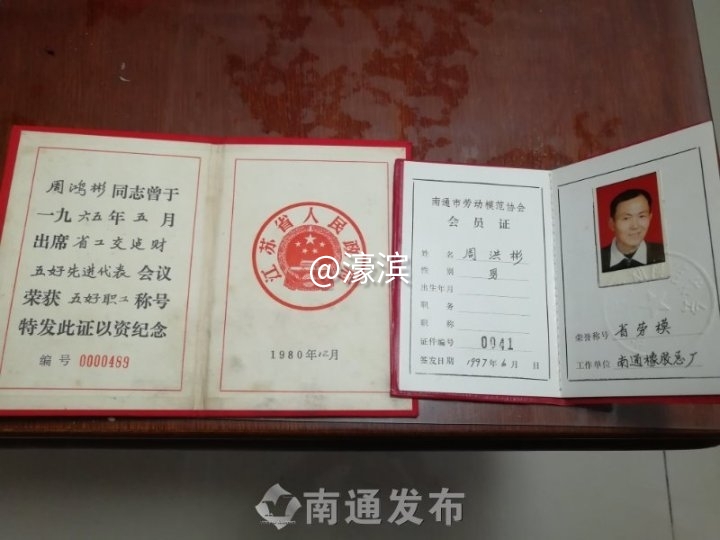 周鸿彬同志曾于
一九六五年五月
出席省工交建财
五好先进代表会议
荣获五好职工称号
特发此证以资纪念
编号 0000489
江苏省人民政府
1980年12月
@濠滨
南通市劳动模范协会
会员证
姓名 周洪彬
性别 男
出生年月
职务
职称
证件编号 0041
签发日期 1997年6月 日
荣誉称号 省劳模
工作单位 南通橡胶总厂
南通发布